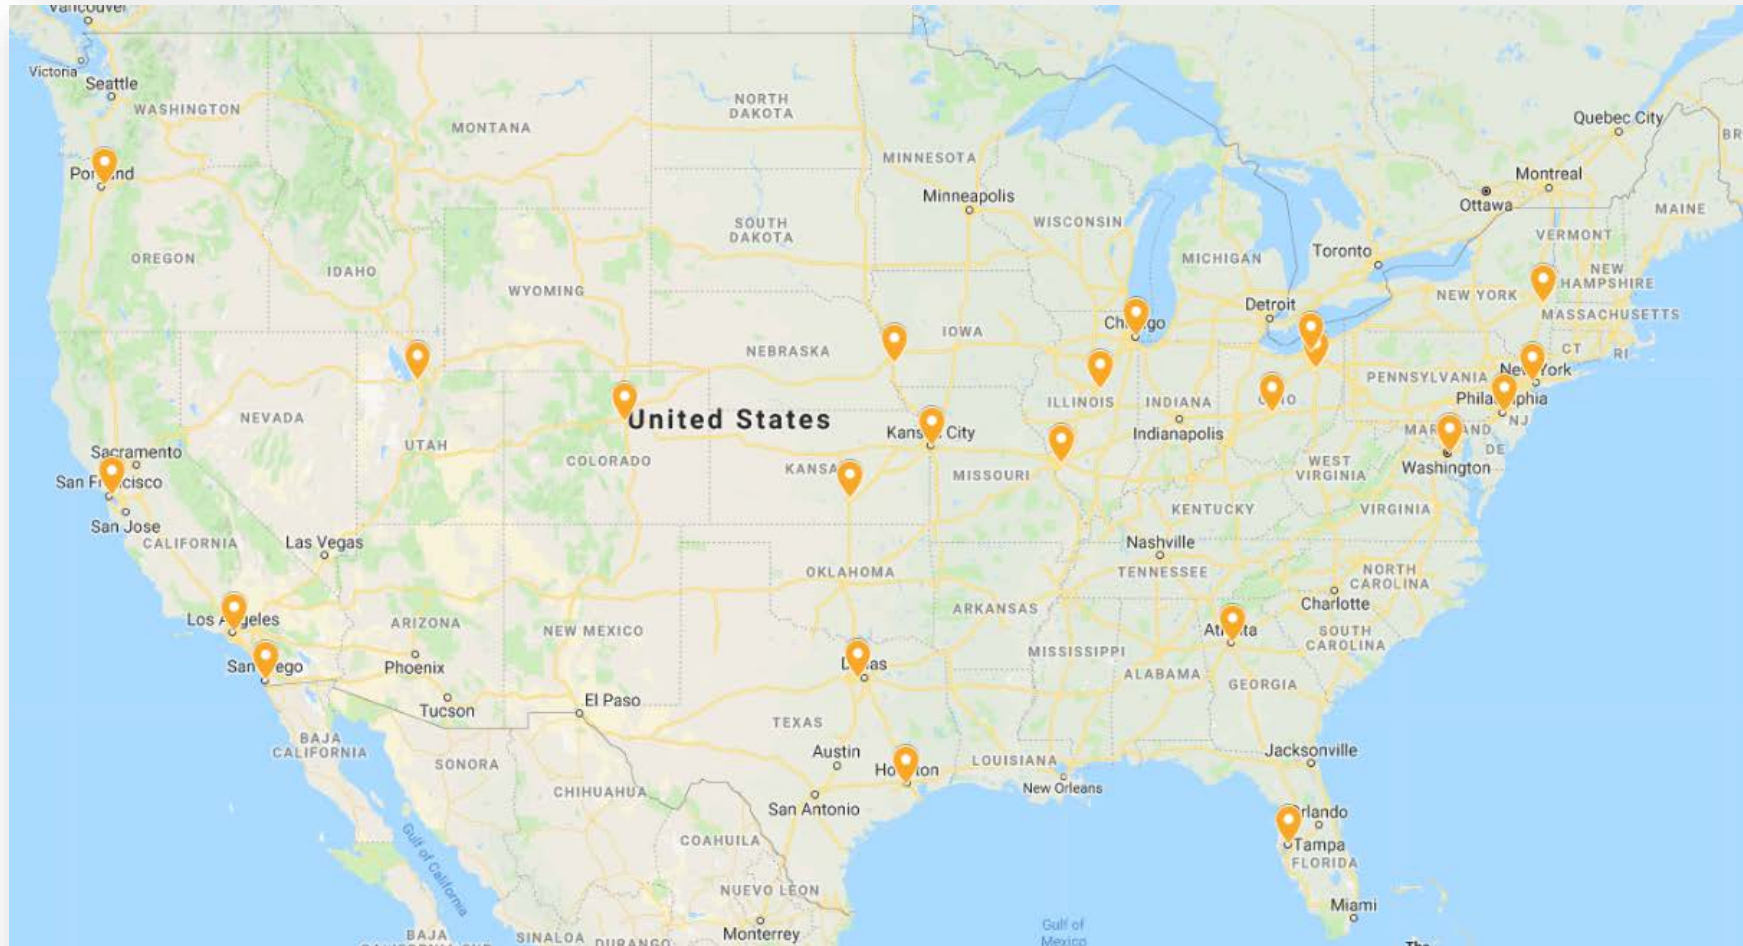 Vancouver
Victoria
Seattle
WASHINGTON
MONTANA
NORTH
DAKOTA
MINNESOTA
Quebec City
Montreal
Ottawa
MAINE
Minneapolis
WISCONSIN
SOUTH
DAKOTA
OREGON
IDAHO
WYOMING
MICHIGAN
Toronto
VERMONT
NEW
HAMPSHIRE
NEW YORK
MASSACHUSETTS
Detroit
IOWA
NEBRASKA
CT
RI
PENNSYLVANIA
NEVADA
UTAH
United States
COLORADO
ILLINOIS
INDIANA
Indianapolis
NJ
DE
Washington
WEST
VIRGINIA
VIRGINIA
MISSOURI
KENTUCKY
Sacramento
San Jose
CALIFORNIA
Las Vegas
Nashville
TENNESSEE
NORTH
CAROLINA
Charlotte
SOUTH
CAROLINA
OKLAHOMA
ARKANSAS
ARIZONA
NEW MEXICO
Phoenix
Tucson
El Paso
MISSISSIPPI
ALABAMA
GEORGIA
TEXAS
Austin
San Antonio
LOUISIANA
New Orleans
Jacksonville
Tampa
FLORIDA
Miami
BAJA
CALIFORNIA
SONORA
CHIHUAHUA
COAHUILA
NUEVO LEON
Monterrey
Gulf of California
SINALOA
DURANGO
BAJA
Gulf of
Mexico
The